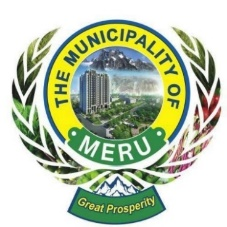 THE MUNICIPALITY OF
MERU
Great Prosperity